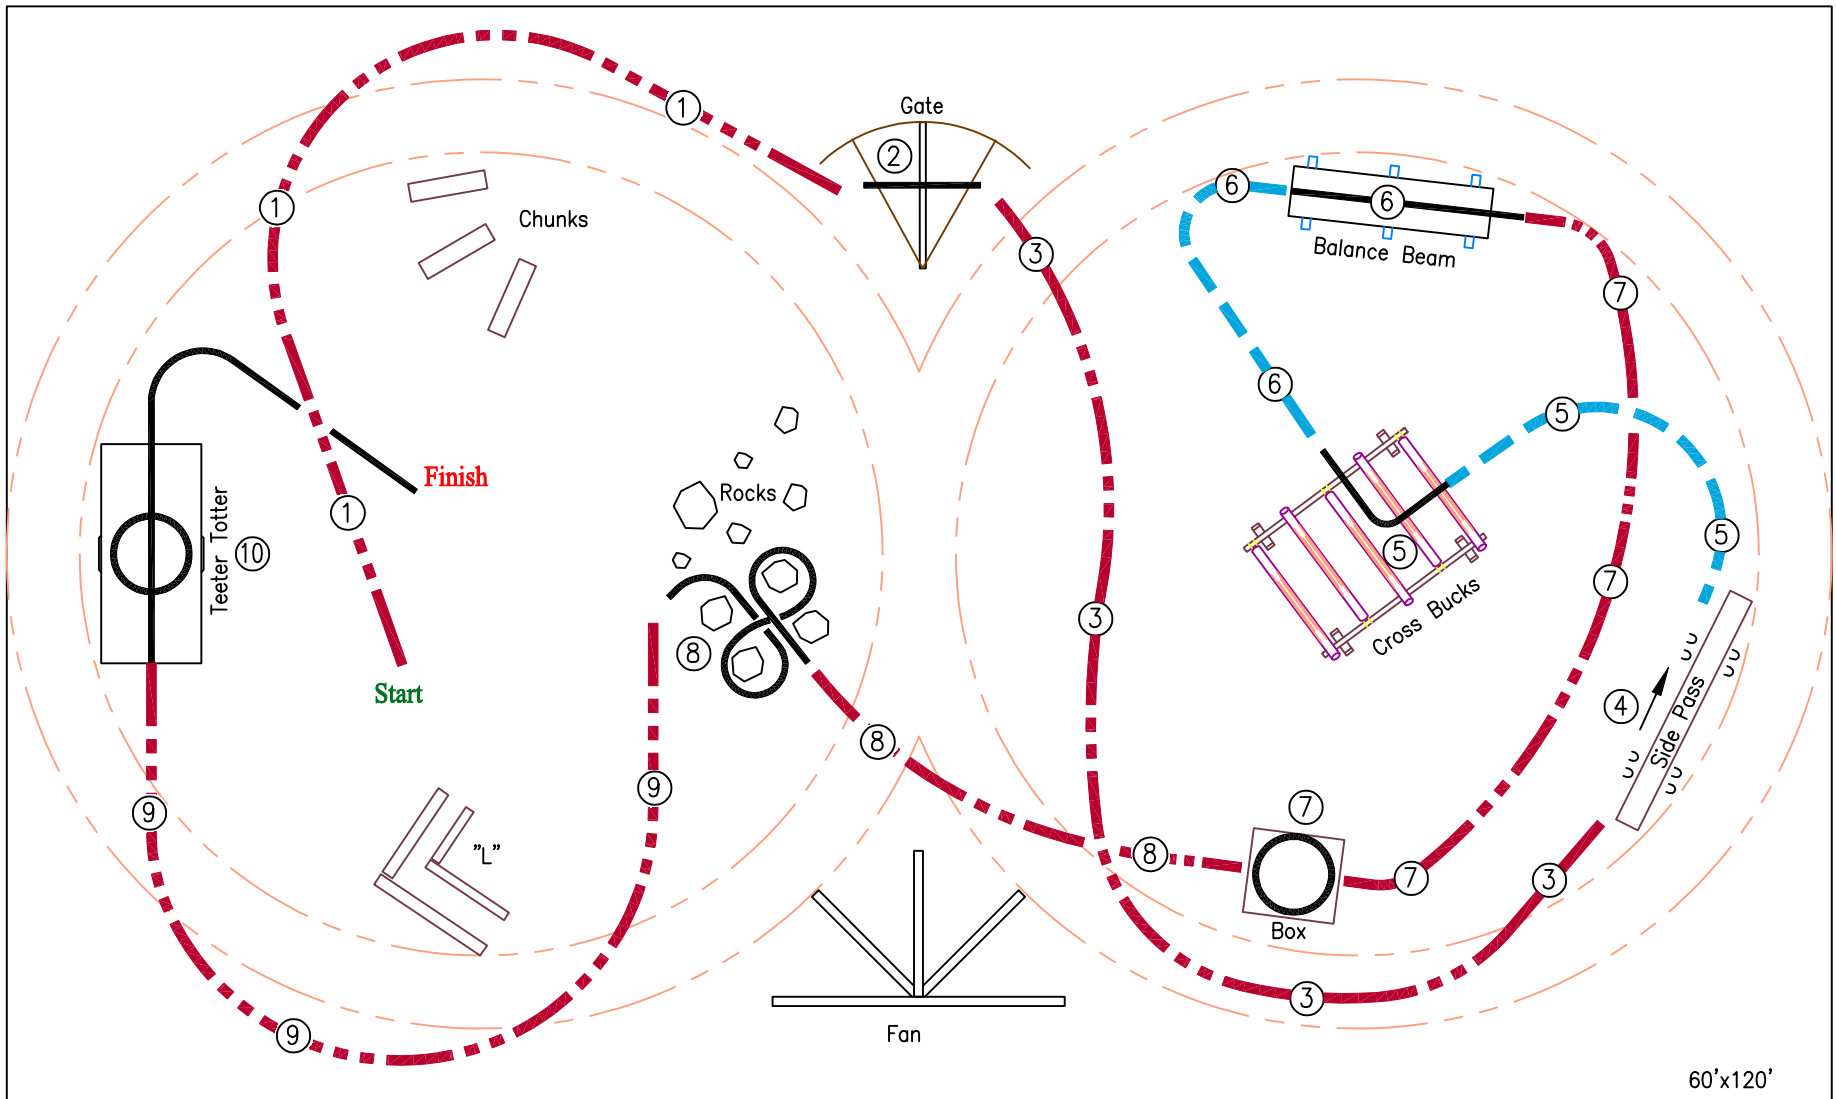 1
Gate
2
1
Chunks
3
6
6
Balance Beam
7
6
5
Finish
1
Rocks
5
5
Teeter Totter
10
7
Cross Bucks
3
8
Start
4
Side Pass
8
9
9
7
8
7
3
"L"
Box
3
9
Fan
60'x120'